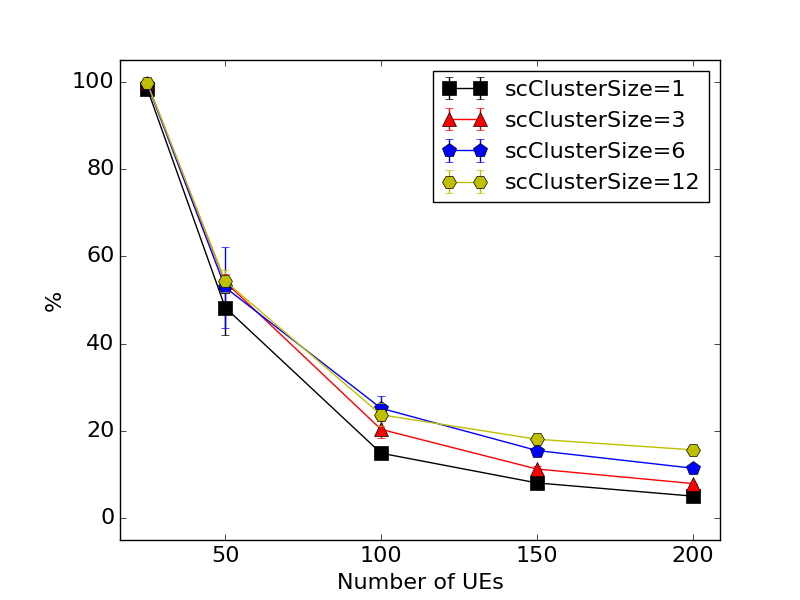 scClusterSize=1
scClusterSize=3
scClusterSize=6
scClusterSize=12
100
80
60
40
20
0
%
50 100 150 200
Number of UEs